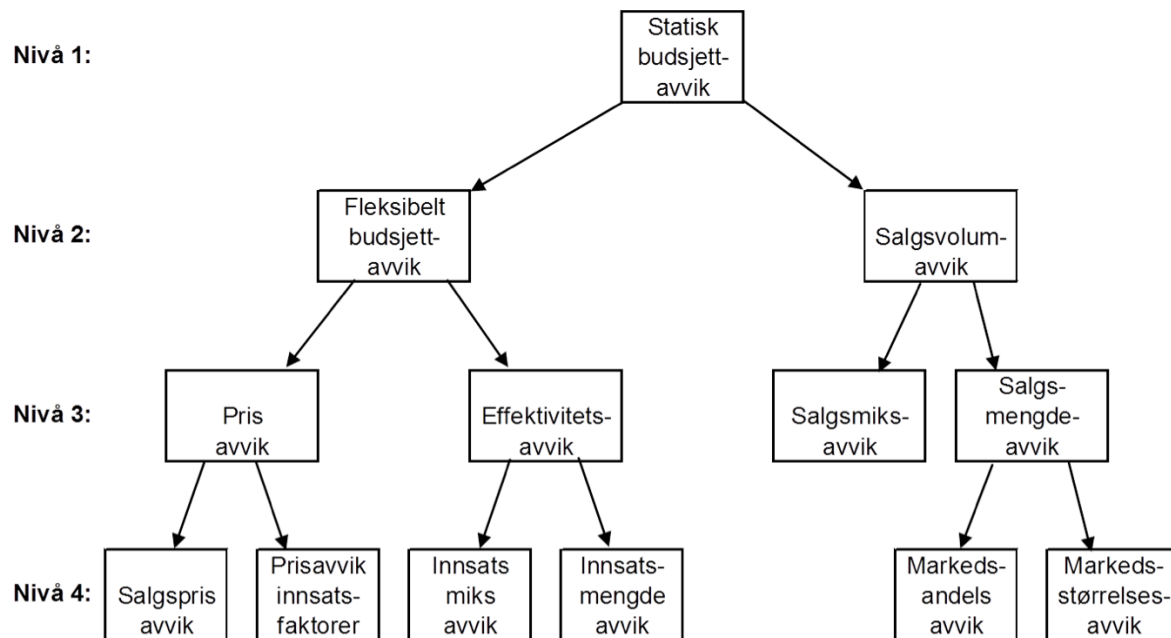 Nivå 1:
Statisk
budsjett-
avvik
Nivå 2:
Fleksibelt
budsjett-
avvik
Salgsvolum-
avvik
Nivå 3:
Pris
avvik
Effektivitets-
avvik
Salgsmiks-
avvik
Salgs-
mengde-
avvik
Nivå 4:
Salgspris
avvik
Prisavvik
innsats-
faktorer
Innsats
miks
avvik
Innsats-
mengde
avvik
Markeds-
andels
avvik
Markeds-
størrelses-
avvik